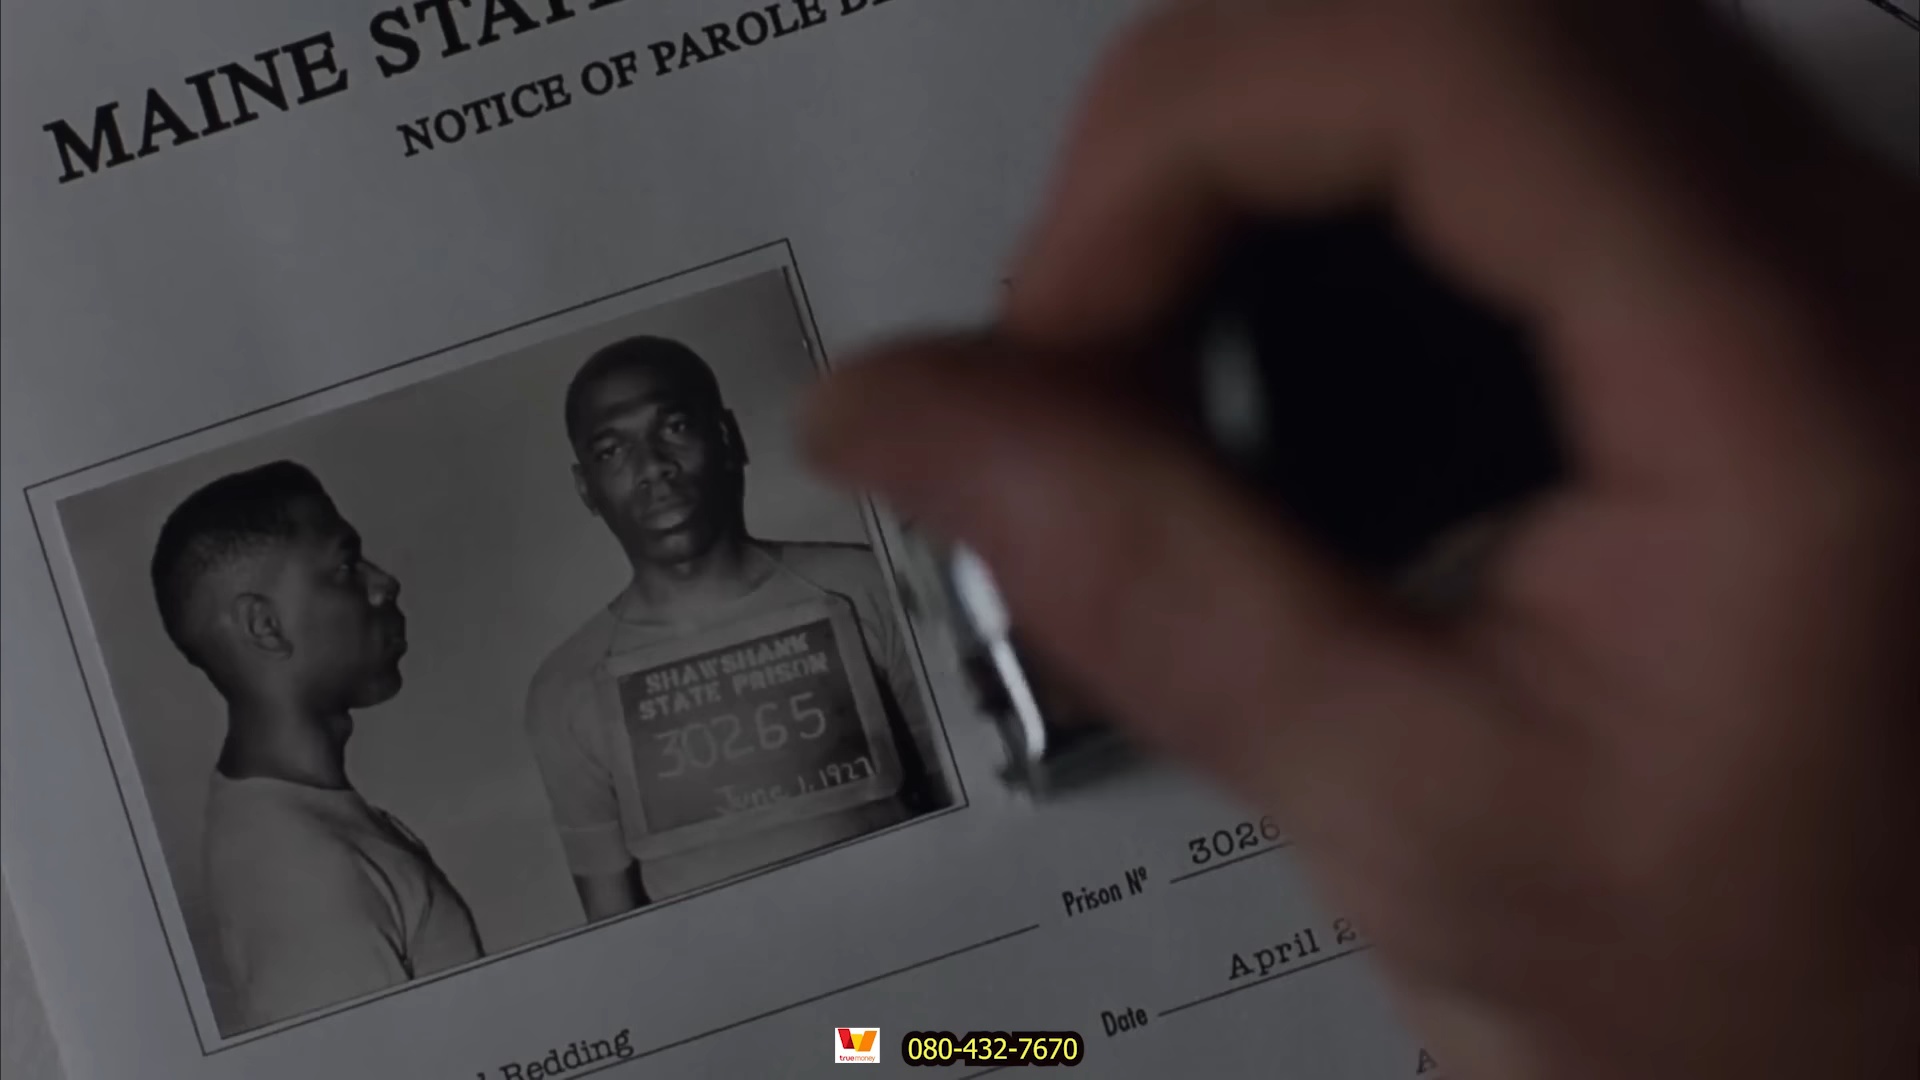 MAINE STAT
NOTICE OF PAROLE
SHAWSHANK
STATE PRISON
30265
June 1, 1927
Prison Nº 3026
April 2
Date
Redding
truemoney
080-432-7670